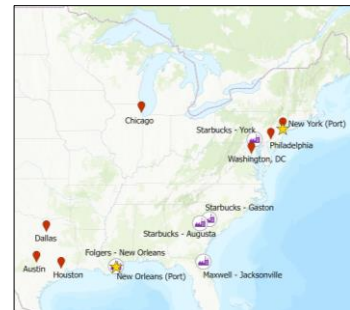 Chicago
New York (Port)
Starbucks - York
Philadelphia
Washington, DC
Starbucks - Gaston
Starbucks - Augusta
Dallas
Folgers - New Orleans
Maxwell - Jacksonville
Austin
Houston
New Orleans (Port)